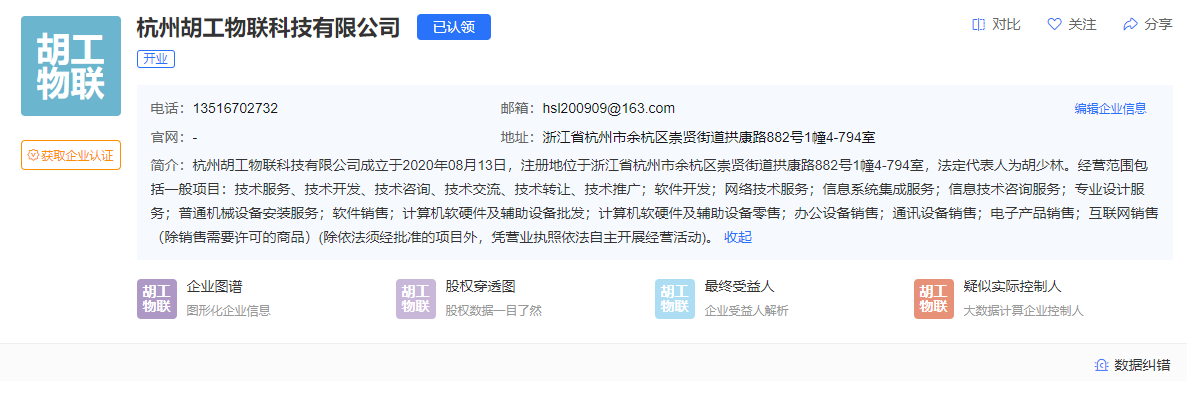 胡工
物联
杭州胡工物联科技有限公司 已认领
对比 关注 分享
开业
获取企业认证
电话：13516702732 邮箱：hsl200909@163.com 编辑企业信息
官网：- 地址：浙江省杭州市余杭区崇贤街道拱康路882号1幢4-794室
简介：杭州胡工物联科技有限公司成立于2020年08月13日，注册地位于浙江省杭州市余杭区崇贤街道拱康路882号1幢4-794室，法定代表人为胡少林。经营范围包
括一般项目：技术服务、技术开发、技术咨询、技术交流、技术转让、技术推广；软件开发；网络技术服务；信息系统集成服务；信息技术咨询服务；专业设计服
务；普通机械设备安装服务；软件销售；计算机软硬件及辅助设备批发；计算机软硬件及辅助设备零售；办公设备销售；通讯设备销售；电子产品销售；互联网销售
（除销售需要许可的商品）(除依法须经批准的项目外，凭营业执照依法自主开展经营活动)。 收起
胡工
物联
企业图谱
图形化企业信息
胡工
物联
股权穿透图
股权数据一目了然
胡工
物联
最终受益人
企业受益人解析
胡工
物联
疑似实际控制人
大数据计算企业控制人
数据纠错